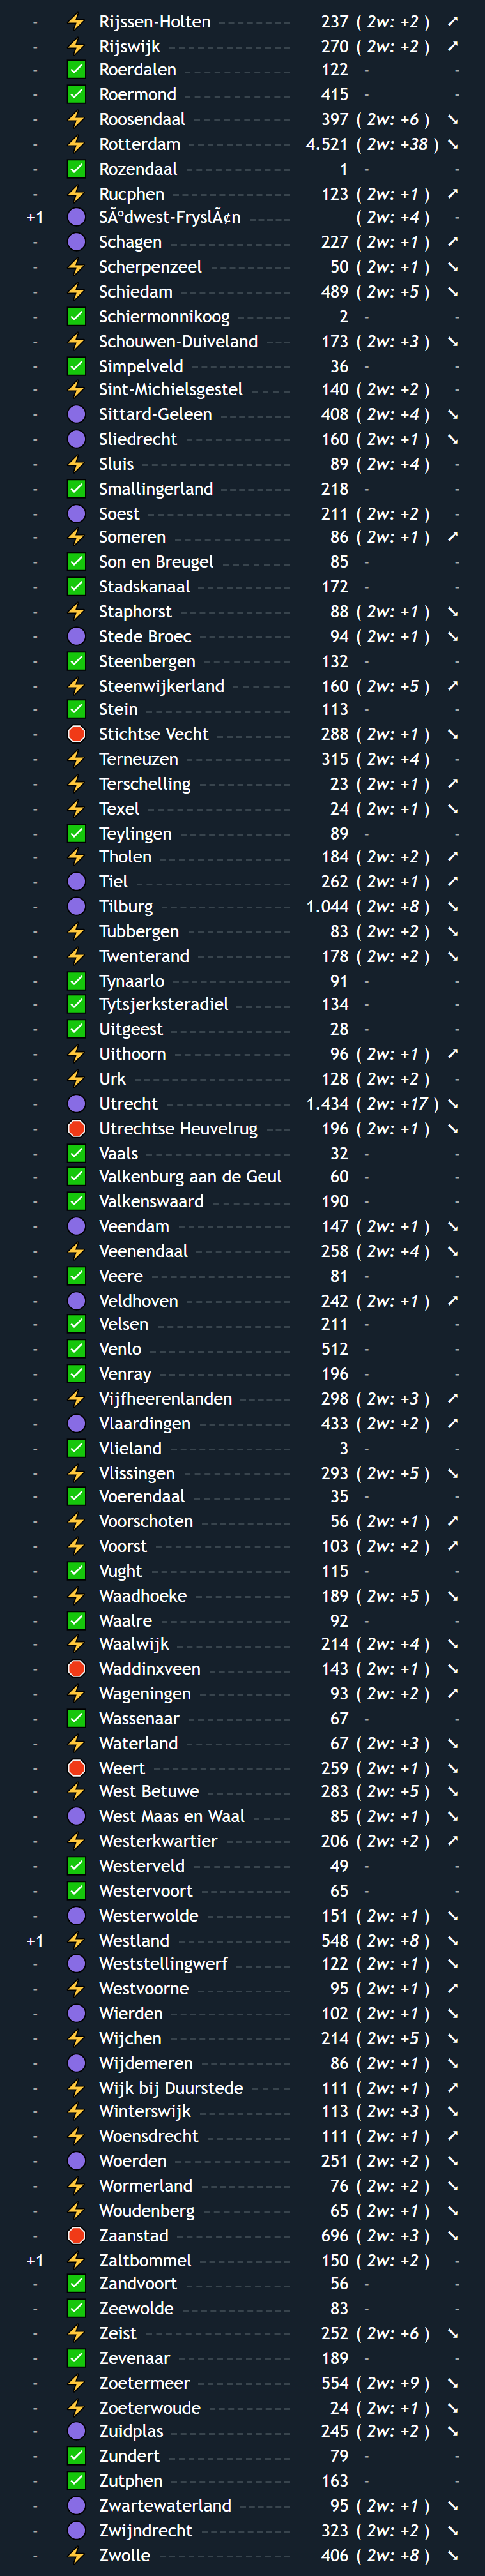 - ⚡ Rijssen-Holten 237 ( 2w: +2 ) ➚
- ⚡ Rijswijk 270 ( 2w: +2 ) ➚
- ✅ Roerdalen 122 - -
- ✅ Roermond 415 - -
- ⚡ Roosendaal 397 ( 2w: +6 ) ➘
- ⚡ Rotterdam 4.521 ( 2w: +38 ) ➘
- ✅ Rozendaal 1 - -
- ⚡ Rucphen 123 ( 2w: +1 ) ➚
+1 🟣 SÃºdwest-FryslÃ¢n ( 2w: +4 ) -
- 🟣 Schagen 227 ( 2w: +1 ) ➚
- ⚡ Scherpenzeel 50 ( 2w: +1 ) ➘
- ⚡ Schiedam 489 ( 2w: +5 ) ➘
- ✅ Schiermonnikoog 2 - -
- ⚡ Schouwen-Duiveland 173 ( 2w: +3 ) ➘
- ✅ Simpelveld 36 - -
- ⚡ Sint-Michielsgestel 140 ( 2w: +2 ) -
- 🟣 Sittard-Geleen 408 ( 2w: +4 ) ➘
- 🟣 Sliedrecht 160 ( 2w: +1 ) ➘
- ⚡ Sluis 89 ( 2w: +4 ) -
- ✅ Smallingerland 218 - -
- 🟣 Soest 211 ( 2w: +2 ) -
- ⚡ Someren 86 ( 2w: +1 ) ➚
- ✅ Son en Breugel 85 - -
- ✅ Stadskanaal 172 - -
- ⚡ Staphorst 88 ( 2w: +1 ) ➘
- 🟣 Stede Broec 94 ( 2w: +1 ) ➘
- ✅ Steenbergen 132 - -
- ⚡ Steenwijkerland 160 ( 2w: +5 ) ➚
- ✅ Stein 113 - -
- 🛑 Stichtse Vecht 288 ( 2w: +1 ) ➘
- ⚡ Terneuzen 315 ( 2w: +4 ) -
- ⚡ Terschelling 23 ( 2w: +1 ) ➚
- ⚡ Texel 24 ( 2w: +1 ) ➘
- ✅ Teylingen 89 - -
- ⚡ Tholen 184 ( 2w: +2 ) ➚
- 🟣 Tiel 262 ( 2w: +1 ) ➚
- 🟣 Tilburg 1.044 ( 2w: +8 ) ➘
- ⚡ Tubbergen 83 ( 2w: +2 ) ➘
- ⚡ Twenterand 178 ( 2w: +2 ) ➘
- ✅ Tynaarlo 91 - -
- ✅ Tytsjerksteradiel 134 - -
- ✅ Uitgeest 28 - -
- ⚡ Uithoorn 96 ( 2w: +1 ) ➚
- ⚡ Urk 128 ( 2w: +2 ) -
- 🟣 Utrecht 1.434 ( 2w: +17 ) ➘
- 🛑 Utrechtse Heuvelrug 196 ( 2w: +1 ) ➘
- ✅ Vaals 32 - -
- ✅ Valkenburg aan de Geul 60 - -
- ✅ Valkenswaard 190 - -
- 🟣 Veendam 147 ( 2w: +1 ) ➘
- ⚡ Veenendaal 258 ( 2w: +4 ) ➘
- ✅ Veere 81 - -
- 🟣 Veldhoven 242 ( 2w: +1 ) ➚
- ✅ Velsen 211 - -
- ✅ Venlo 512 - -
- ✅ Venray 196 - -
- ⚡ Vijfheerenlanden 298 ( 2w: +3 ) ➚
- 🟣 Vlaardingen 433 ( 2w: +2 ) ➚
- ✅ Vlieland 3 - -
- ⚡ Vlissingen 293 ( 2w: +5 ) ➘
- ✅ Voerendaal 35 - -
- ⚡ Voorschoten 56 ( 2w: +1 ) ➚
- ⚡ Voorst 103 ( 2w: +2 ) ➚
- ✅ Vught 115 - -
- ⚡ Waadhoeke 189 ( 2w: +5 ) ➘
- ✅ Waalre 92 - -
- ⚡ Waalwijk 214 ( 2w: +4 ) ➘
- 🛑 Waddinxveen 143 ( 2w: +1 ) ➘
- ⚡ Wageningen 93 ( 2w: +2 ) ➚
- ✅ Wassenaar 67 - -
- ⚡ Waterland 67 ( 2w: +3 ) ➘
- 🛑 Weert 259 ( 2w: +1 ) ➘
- ⚡ West Betuwe 283 ( 2w: +5 ) ➘
- 🟣 West Maas en Waal 85 ( 2w: +1 ) ➘
- ⚡ Westerkwartier 206 ( 2w: +2 ) ➚
- ✅ Westerveld 49 - -
- ✅ Westervoort 65 - -
- 🟣 Westerwolde 151 ( 2w: +1 ) ➘
+1 ⚡ Westland 548 ( 2w: +8 ) ➘
- 🟣 Weststellingwerf 122 ( 2w: +1 ) ➘
- ⚡ Westvoorne 95 ( 2w: +1 ) ➚
- 🟣 Wierden 102 ( 2w: +1 ) ➘
- ⚡ Wijchen 214 ( 2w: +5 ) ➘
- 🟣 Wijdemeren 86 ( 2w: +1 ) ➘
- ⚡ Wijk bij Duurstede 111 ( 2w: +1 ) ➚
- ⚡ Winterswijk 113 ( 2w: +3 ) ➘
- ⚡ Woensdrecht 111 ( 2w: +1 ) ➚
- 🟣 Woerden 251 ( 2w: +2 ) ➘
- ⚡ Wormerland 76 ( 2w: +2 ) ➘
- ⚡ Woudenberg 65 ( 2w: +1 ) ➘
- 🛑 Zaanstad 696 ( 2w: +3 ) ➘
+1 ⚡ Zaltbommel 150 ( 2w: +2 ) -
- ✅ Zandvoort 56 - -
- ✅ Zeewolde 83 - -
- ⚡ Zeist 252 ( 2w: +6 ) ➘
- ✅ Zevenaar 189 - -
- ⚡ Zoetermeer 554 ( 2w: +9 ) ➘
- ⚡ Zoeterwoude 24 ( 2w: +1 ) ➘
- 🟣 Zuidplas 245 ( 2w: +2 ) ➘
- ✅ Zundert 79 - -
- ✅ Zutphen 163 - -
- 🟣 Zwartewaterland 95 ( 2w: +1 ) ➘
- 🟣 Zwijndrecht 323 ( 2w: +2 ) ➘
- ⚡ Zwolle 406 ( 2w: +8 ) ➘